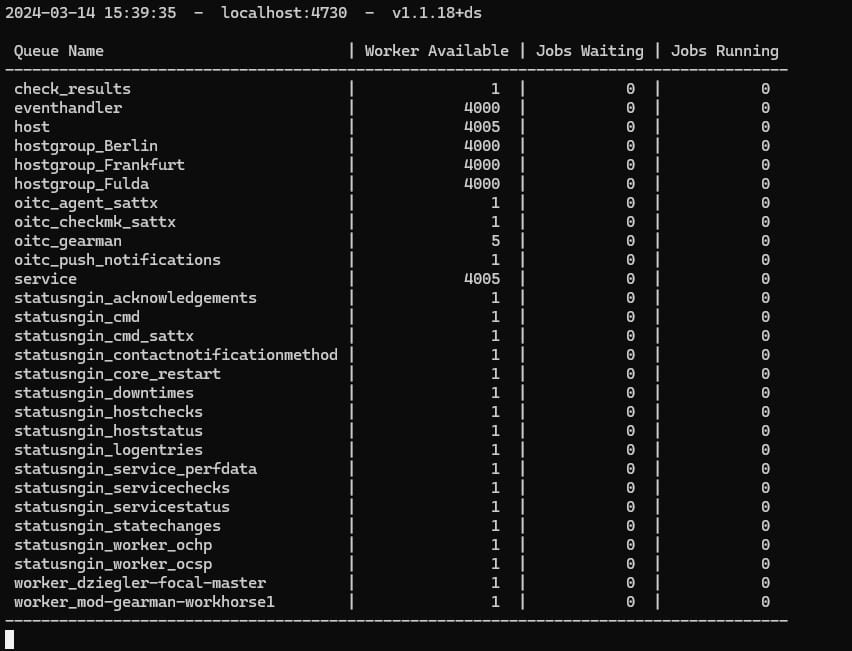 2024-03-14 15:39:35  -  localhost:4730  -  v1.1.18+ds
Queue Name | Worker Available | Jobs Waiting | Jobs Running
---------------------------------------------------------------------------------------
check_results | 1 | 0 | 0
eventhandler | 4000 | 0 | 0
host | 4005 | 0 | 0
hostgroup_Berlin | 4000 | 0 | 0
hostgroup_Frankfurt | 4000 | 0 | 0
hostgroup_Fulda | 4000 | 0 | 0
oitc_agent_sattx | 1 | 0 | 0
oitc_checkmk_sattx | 1 | 0 | 0
oitc_gearman | 5 | 0 | 0
oitc_push_notifications | 1 | 0 | 0
service | 4005 | 0 | 0
statusngin_acknowledgements | 1 | 0 | 0
statusngin_cmd | 1 | 0 | 0
statusngin_cmd_sattx | 1 | 0 | 0
statusngin_contactnotificationmethod | 1 | 0 | 0
statusngin_core_restart | 1 | 0 | 0
statusngin_downtimes | 1 | 0 | 0
statusngin_hostchecks | 1 | 0 | 0
statusngin_hoststatus | 1 | 0 | 0
statusngin_logentries | 1 | 0 | 0
statusngin_service_perfdata | 1 | 0 | 0
statusngin_servicechecks | 1 | 0 | 0
statusngin_servicestatus | 1 | 0 | 0
statusngin_statechanges | 1 | 0 | 0
statusngin_worker_ochp | 1 | 0 | 0
statusngin_worker_ocsp | 1 | 0 | 0
worker_dziegler-focal-master | 1 | 0 | 0
worker_mod-gearman-workhorse1 | 1 | 0 | 0
---------------------------------------------------------------------------------------